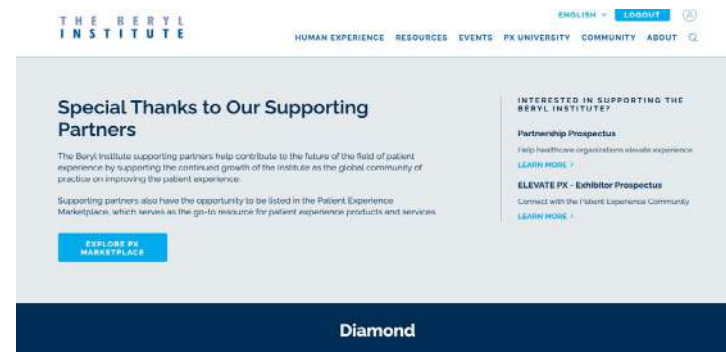 THE BERYL
INSTITUTE
ENGLISH
LOGOUT
HUMAN EXPERIENCE RESOURCES EVENTS PX UNIVERSITY COMMUNITY ABOUT
Special Thanks to Our Supporting
Partners
The Beryl Institute supporting partners help contribute to the future of the field of patient
experience by supporting the continued growth of the Institute as the global community of
practice on improving the patient experience.
Supporting partners also have the opportunity to be listed in the Patient Experience
Marketplace, which serves as the go-to resource for patient experience products and services.
EXPLORE PX
MARKETPLACE
INTERESTED IN SUPPORTING THE
BERYL INSTITUTE?
Partnership Prospectus
Help healthcare organizations elevate experience
LEARN MORE >
ELEVATE PX - Exhibitor Prospectus
Connect with the Patient Experience Community
LEARN MORE >
Diamond